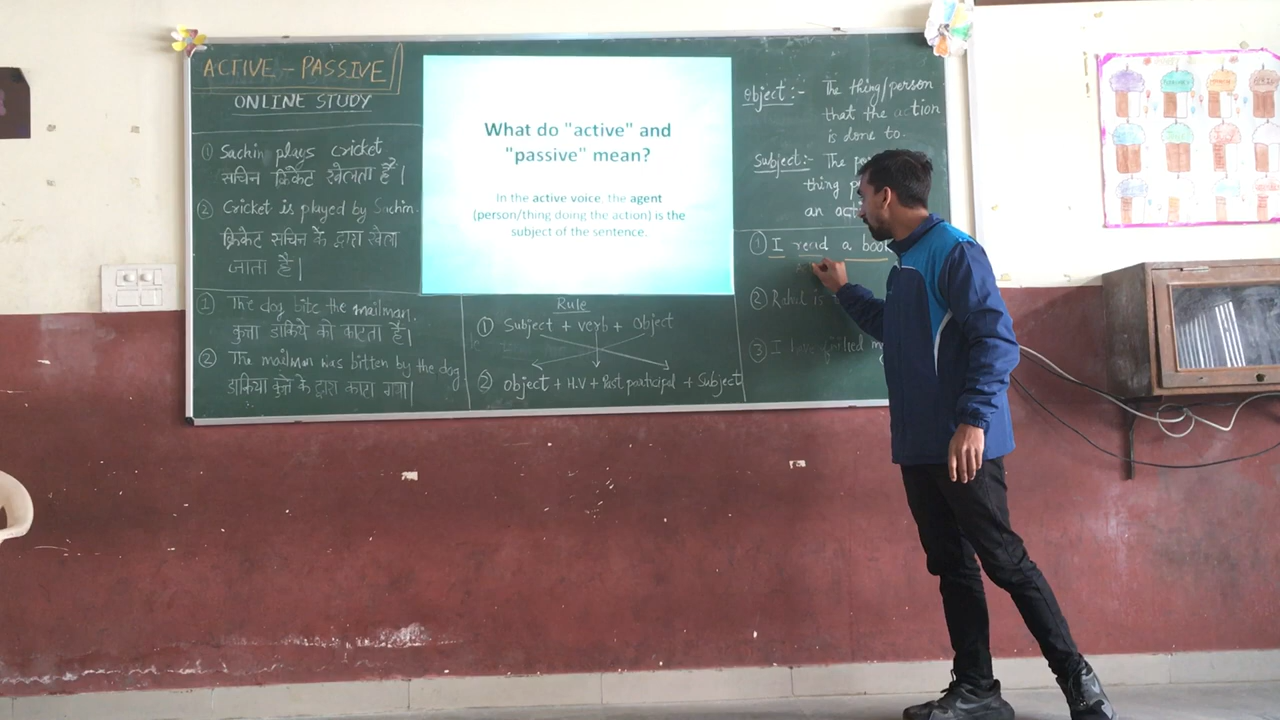 ACTIVE - PASSIVE
ONLINE STUDY
① Sachin plays cricket
सचिन क्रिकेट खेलता है।
② Cricket is played by Sachin.
क्रिकेट सचिन के द्वारा खेला
जाता है।
① The dog bite the mailman.
कुत्ता डाकिये को काटता है।
② The mailman was bitten by the dog
डाकिया कुत्ते के द्वारा काटा गया।
What do "active" and
"passive" mean?
In the active voice, the agent
(person/thing doing the action) is the
subject of the sentence.
Rule
① Subject + verb + object
② object + H.V + Past participal + Subject
Object :- The thing/person
that the action
is done to.
Subject:- The
thing
an
① I read a book
② Rahul is
③ I have